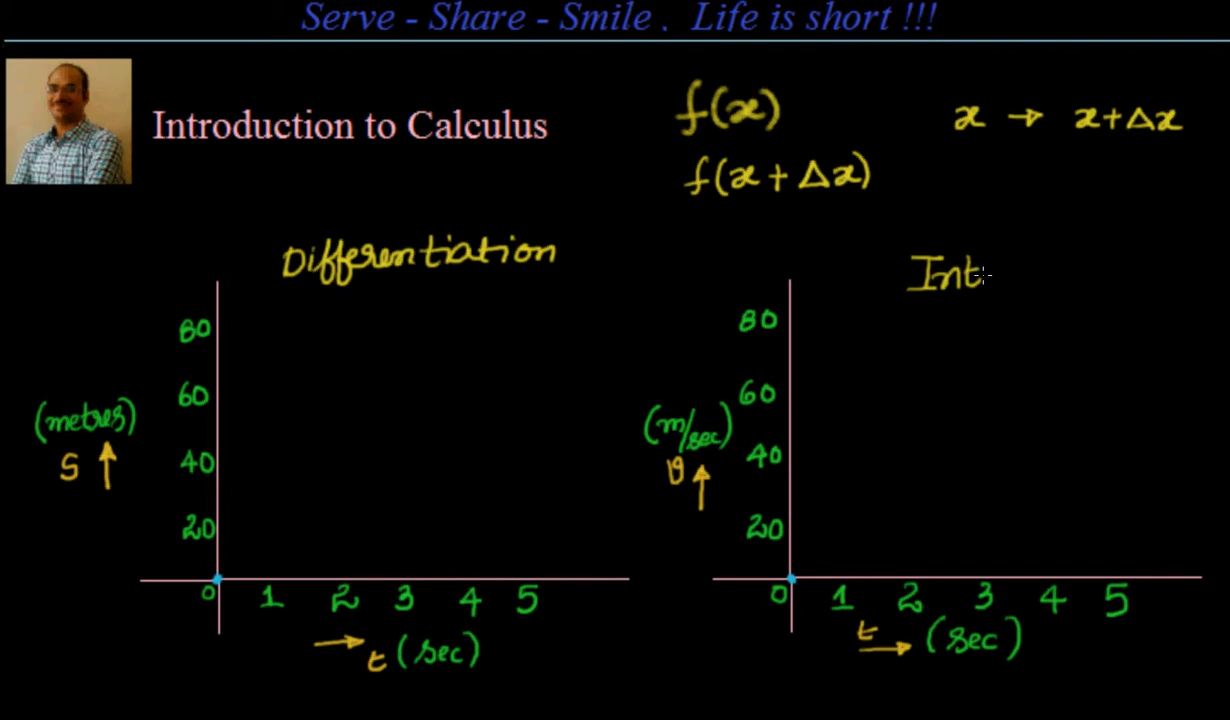 Serve - Share - Smile . Life is short !!!
Introduction to Calculus
f(x)
x → x+Δx
f(x + Δx)
Differentiation
Int
80
60
(metres)
S ↑
40
20
0 1 2 3 4 5
→ t (sec)
80
60
(m/sec)
v ↑
40
20
0 1 2 3 4 5
t → (sec)